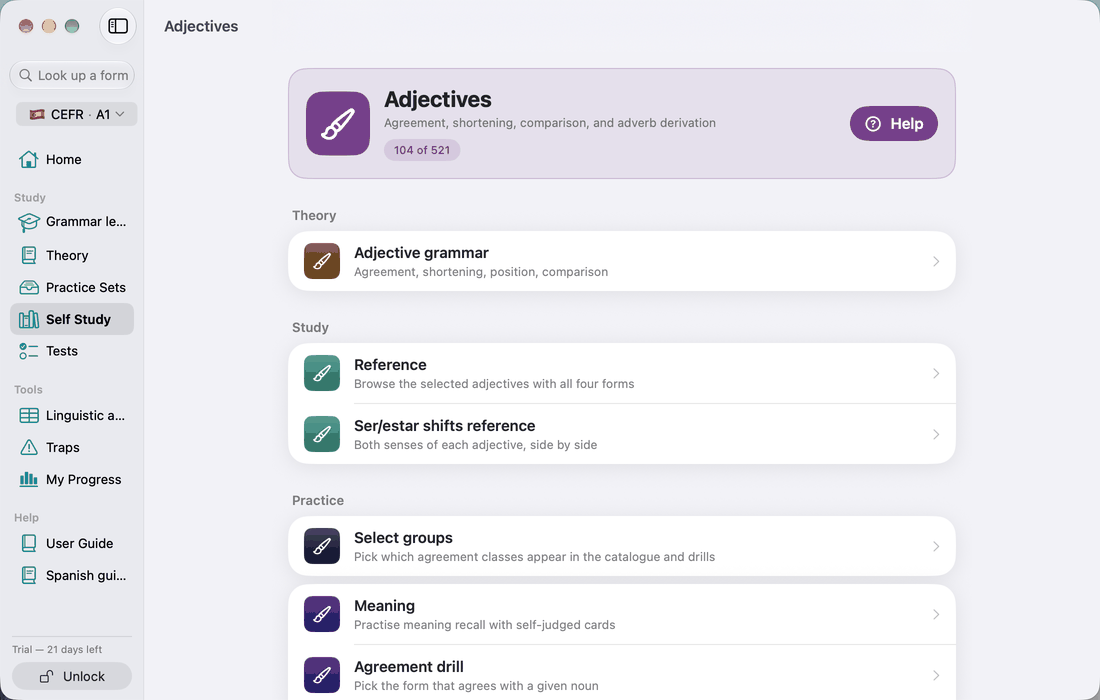 Adjectives
Look up a form
CEFR · A1
Home
Study
Grammar le...
Theory
Practice Sets
Self Study
Tests
Tools
Linguistic a...
Traps
My Progress
Help
User Guide
Spanish gui...
Trial — 21 days left
Unlock
Adjectives
Agreement, shortening, comparison, and adverb derivation
104 of 521
Help
Theory
Adjective grammar
Agreement, shortening, position, comparison
Study
Reference
Browse the selected adjectives with all four forms
Ser/estar shifts reference
Both senses of each adjective, side by side
Practice
Select groups
Pick which agreement classes appear in the catalogue and drills
Meaning
Practise meaning recall with self-judged cards
Agreement drill
Pick the form that agrees with a given noun